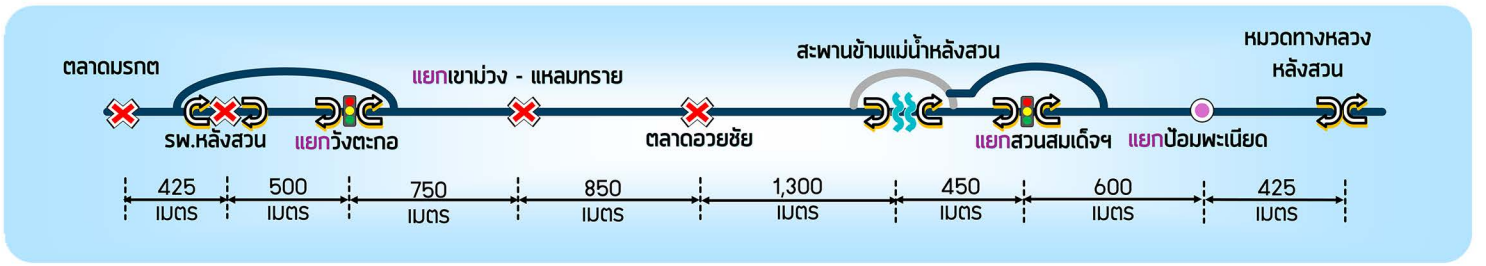 ตลาดมรกต
รพ.หลังสวน
แยกวังตะกอ
แยกเขาม่วง - แหลมทราย
ตลาดอวยชัย
สะพานข้ามแม่น้ำหลังสวน
แยกสวนสมเด็จฯ
แยกป้อมพะเนียด
หมวดทางหลวง
หลังสวน
425
เมตร
500
เมตร
750
เมตร
850
เมตร
1,300
เมตร
450
เมตร
600
เมตร
425
เมตร